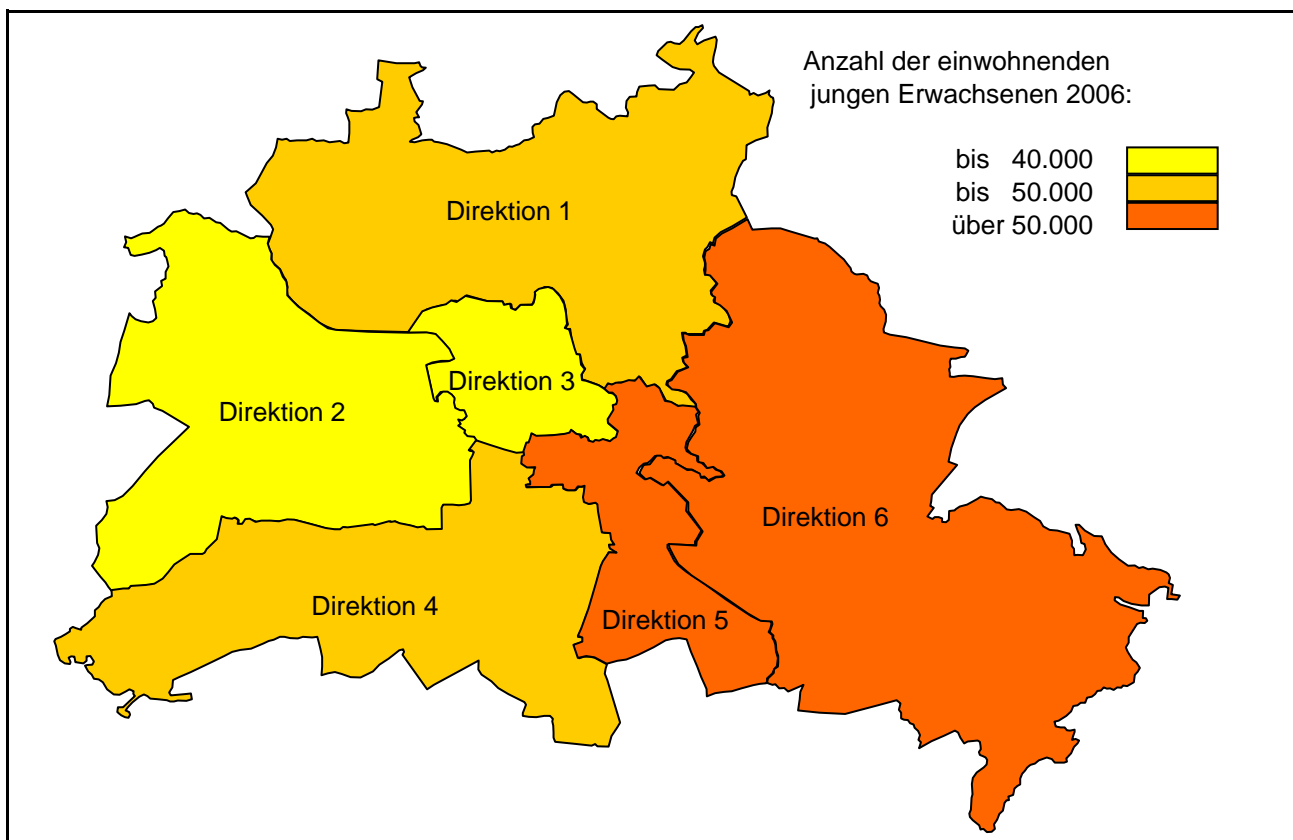 Anzahl der einwohnenden
jungen Erwachsenen 2006:
bis 40.000
bis 50.000
über 50.000
Direktion 1
Direktion 3
Direktion 2
Direktion 6
Direktion 4
Direktion 5